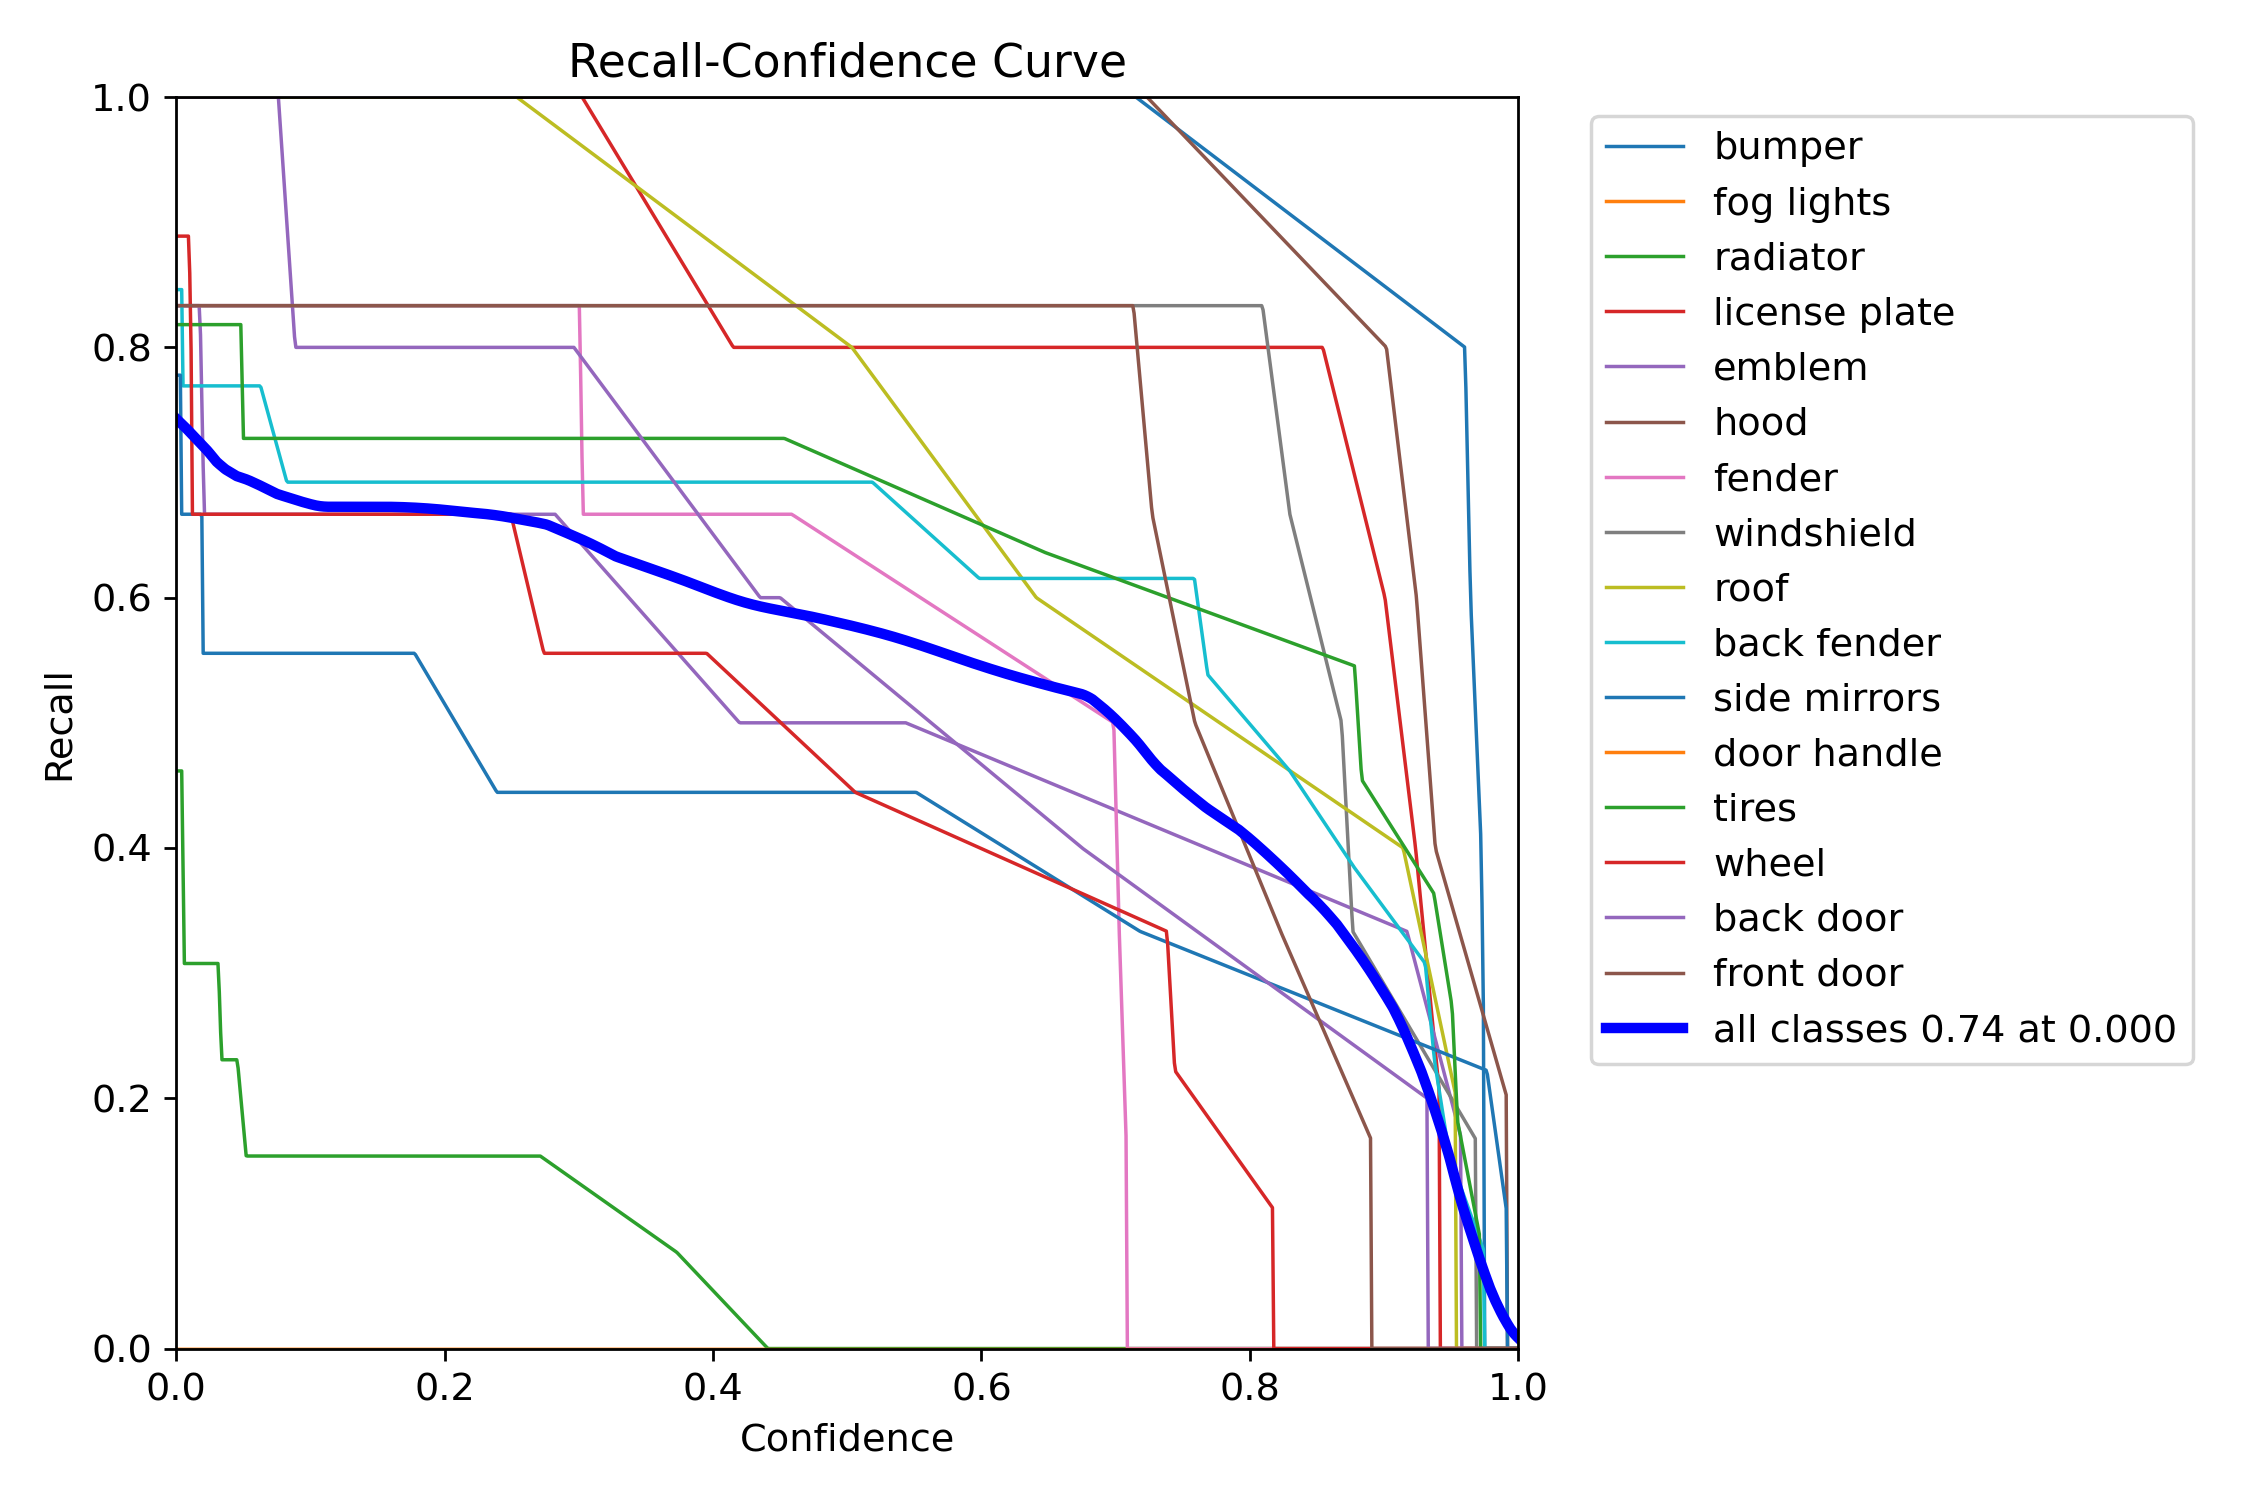 Recall-Confidence Curve
1.0
0.8
0.6
0.4
0.2
0.0
Recall
0.0 0.2 0.4 0.6 0.8 1.0
Confidence
bumper
fog lights
radiator
license plate
emblem
hood
fender
windshield
roof
back fender
side mirrors
door handle
tires
wheel
back door
front door
all classes 0.74 at 0.000